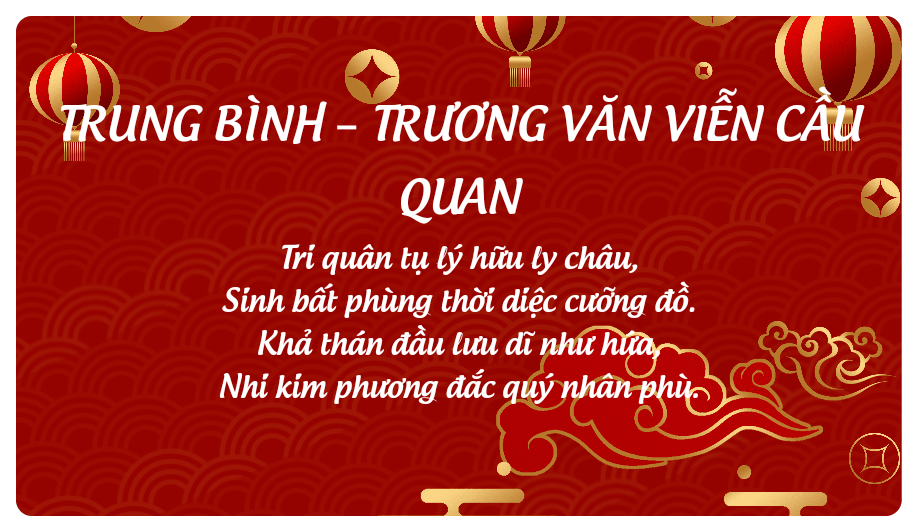 TRUNG BÌNH – TRƯƠNG VĂN VIỄN CẦU
QUAN
Tri quân tụ lý hữu ly châu,
Sinh bất phùng thời diệc cưỡng đồ.
Khả thán đầu lưu dĩ như hứa,
Nhi kim phương đắc quý nhân phù.